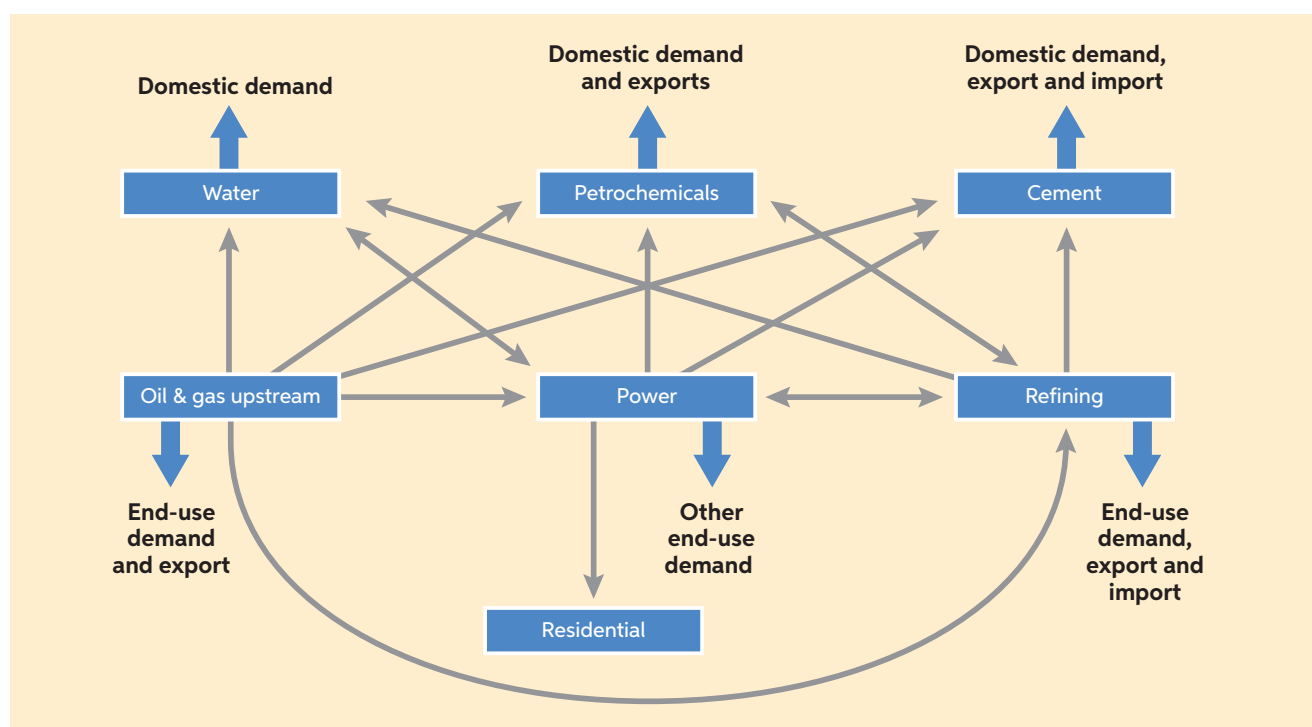 Domestic demand
Domestic demand
and exports
Domestic demand,
export and import
Water
Petrochemicals
Cement
Oil & gas upstream
Power
Refining
End-use
demand
and export
Other
end-use
demand
End-use
demand,
export and
import
Residential